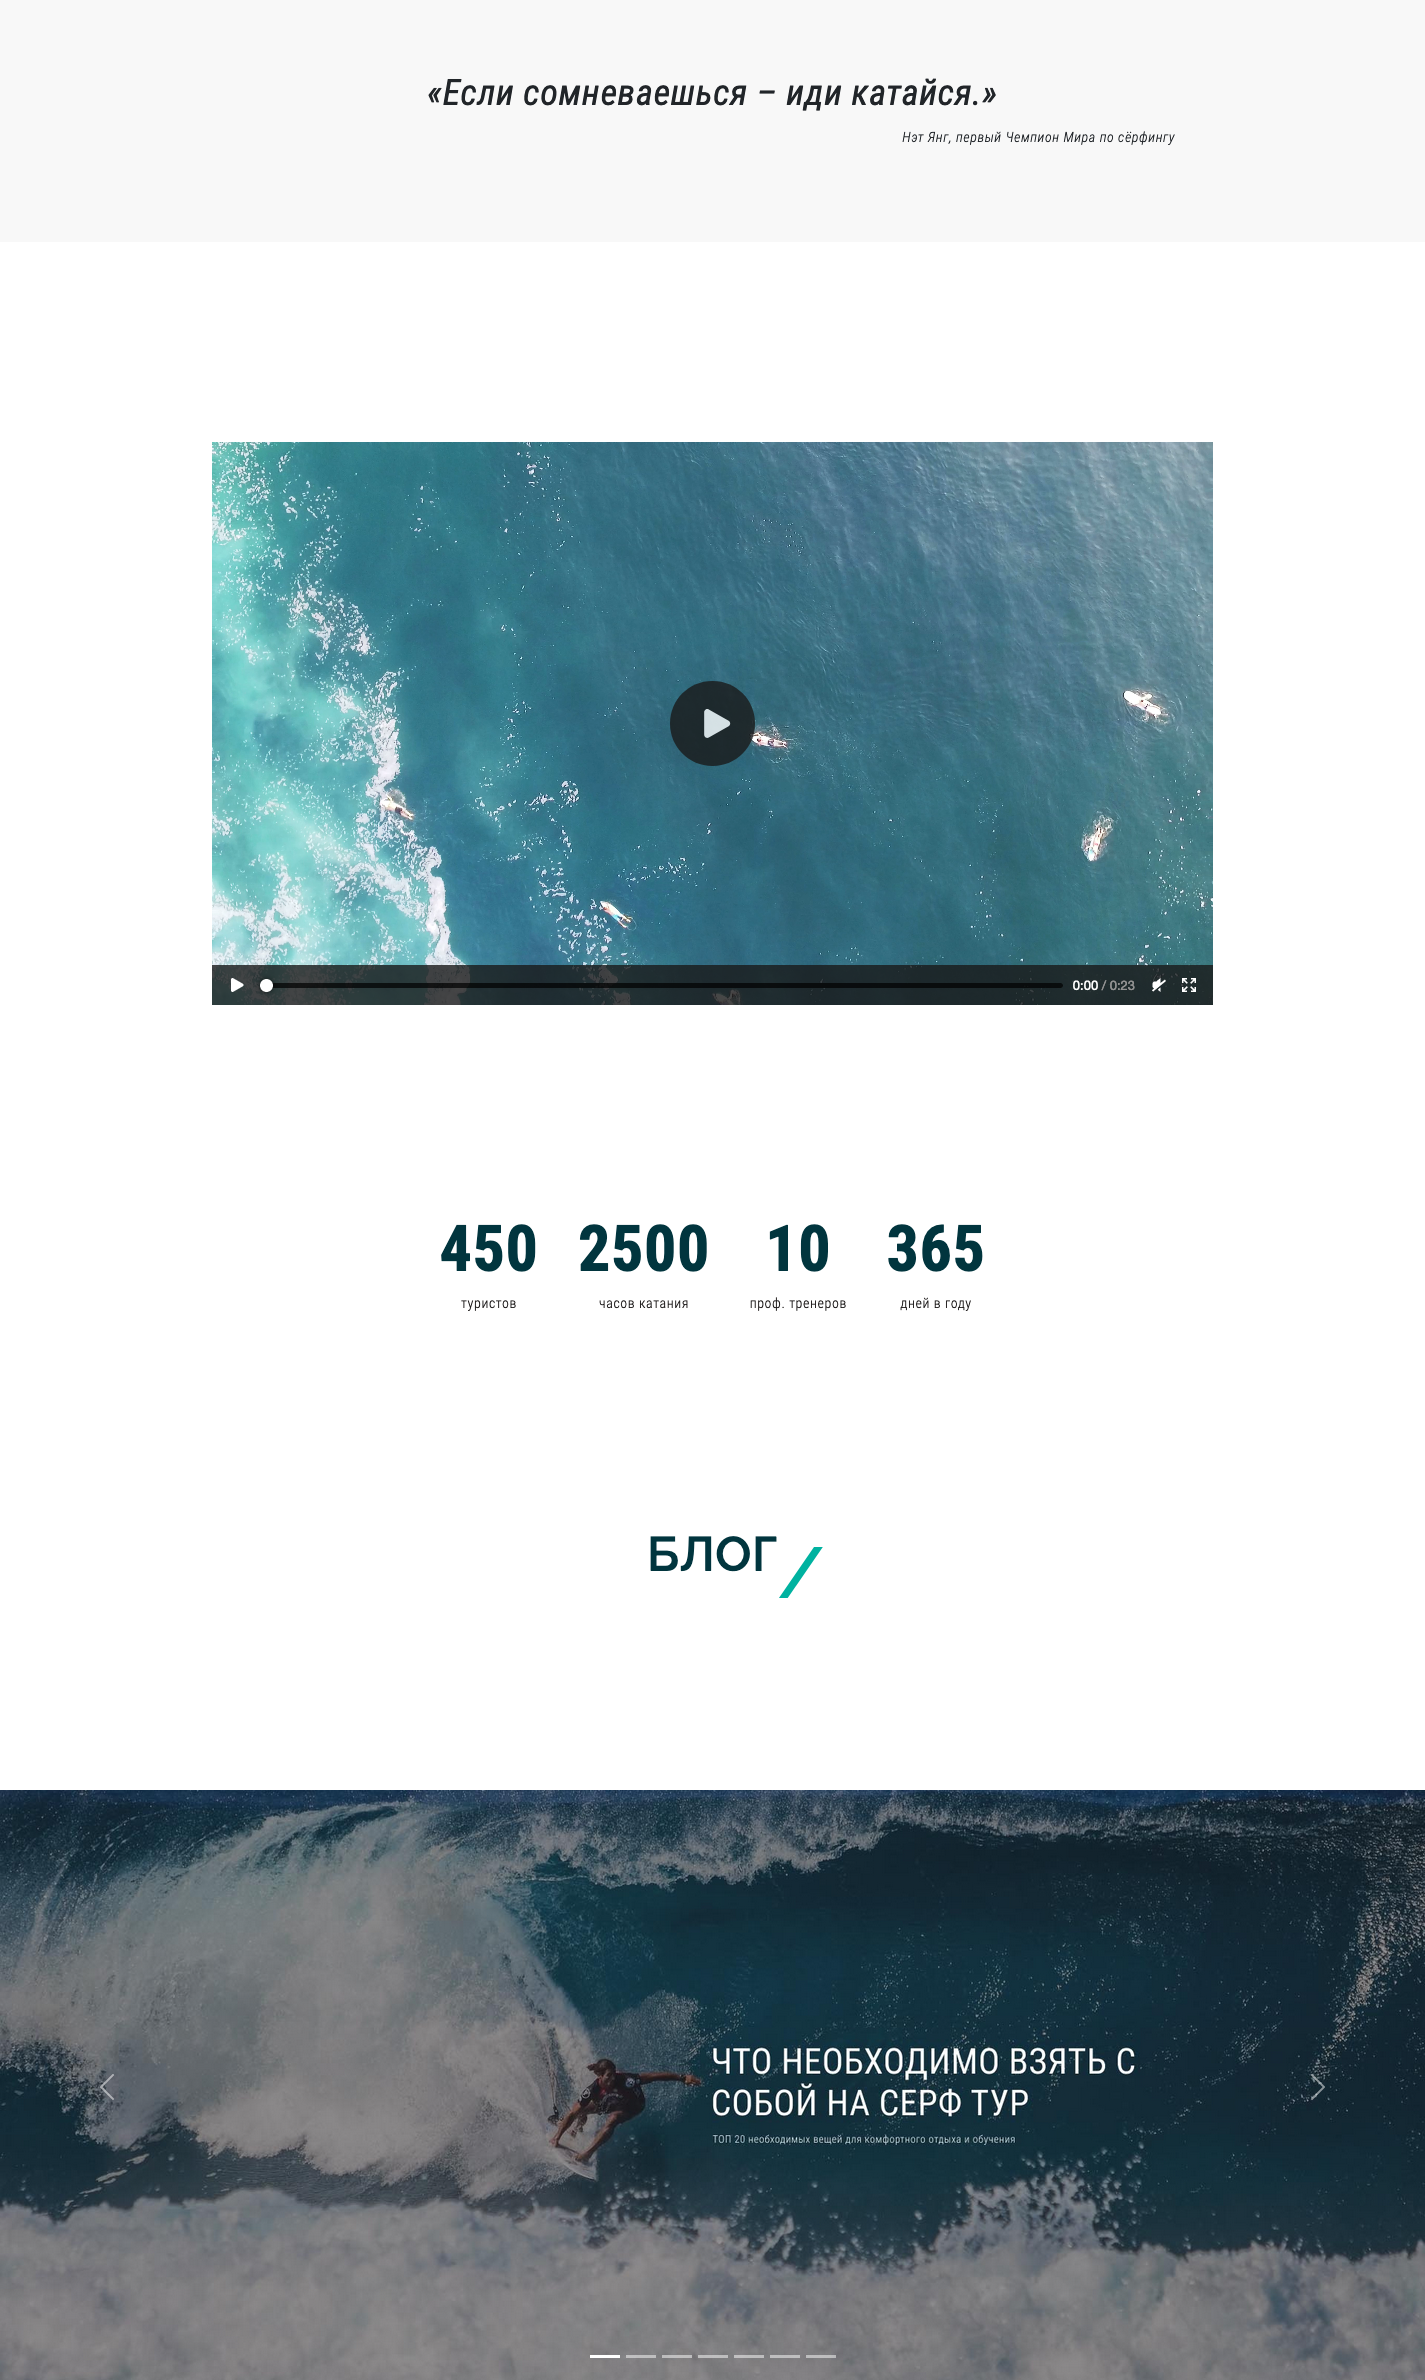 «Если сомневаешься – иди катайся.»
Нэт Янг, первый Чемпион Мира по сёрфингу
0:00 / 0:23
450 2500 10 365
туристов часов катания проф. тренеров дней в году
БЛОГ
ЧТО НЕОБХОДИМО ВЗЯТЬ С
СОБОЙ НА СЕРФ ТУР
ТОП 20 необходимых вещей для комфортного отдыха и обучения